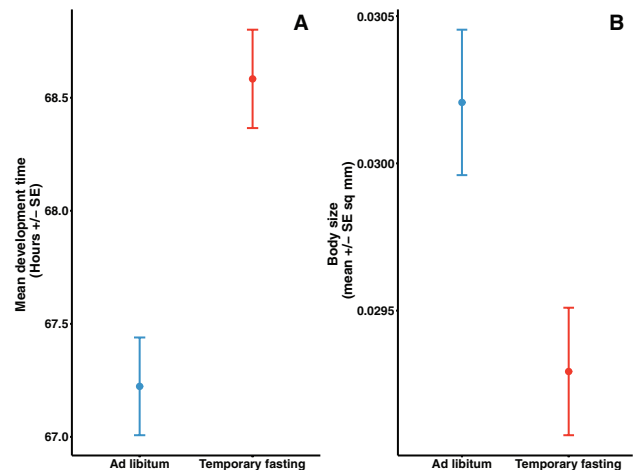 A
Mean development time
(Hours +/− SE)
68.5
68.0
67.5
67.0
Ad libitum
Temporary fasting
B
Body size
(mean +/− SE sq mm)
0.0305
0.0300
0.0295
Ad libitum
Temporary fasting